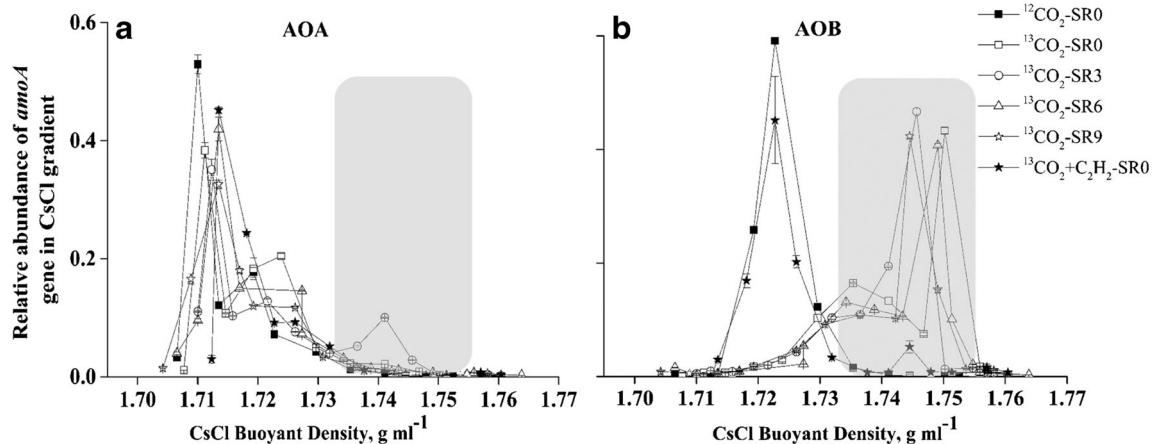 a
AOA
b
AOB
0.6
0.4
0.2
0.0
Relative abundance of amoA
gene in CsCl gradient
1.70 1.71 1.72 1.73 1.74 1.75 1.76 1.77
CsCl Buoyant Density, g ml⁻¹
1.70 1.71 1.72 1.73 1.74 1.75 1.76 1.77
CsCl Buoyant Density, g ml⁻¹
¹²CO₂-SR0
¹³CO₂-SR0
¹³CO₂-SR3
¹³CO₂-SR6
¹³CO₂-SR9
¹³CO₂+C₂H₂-SR0